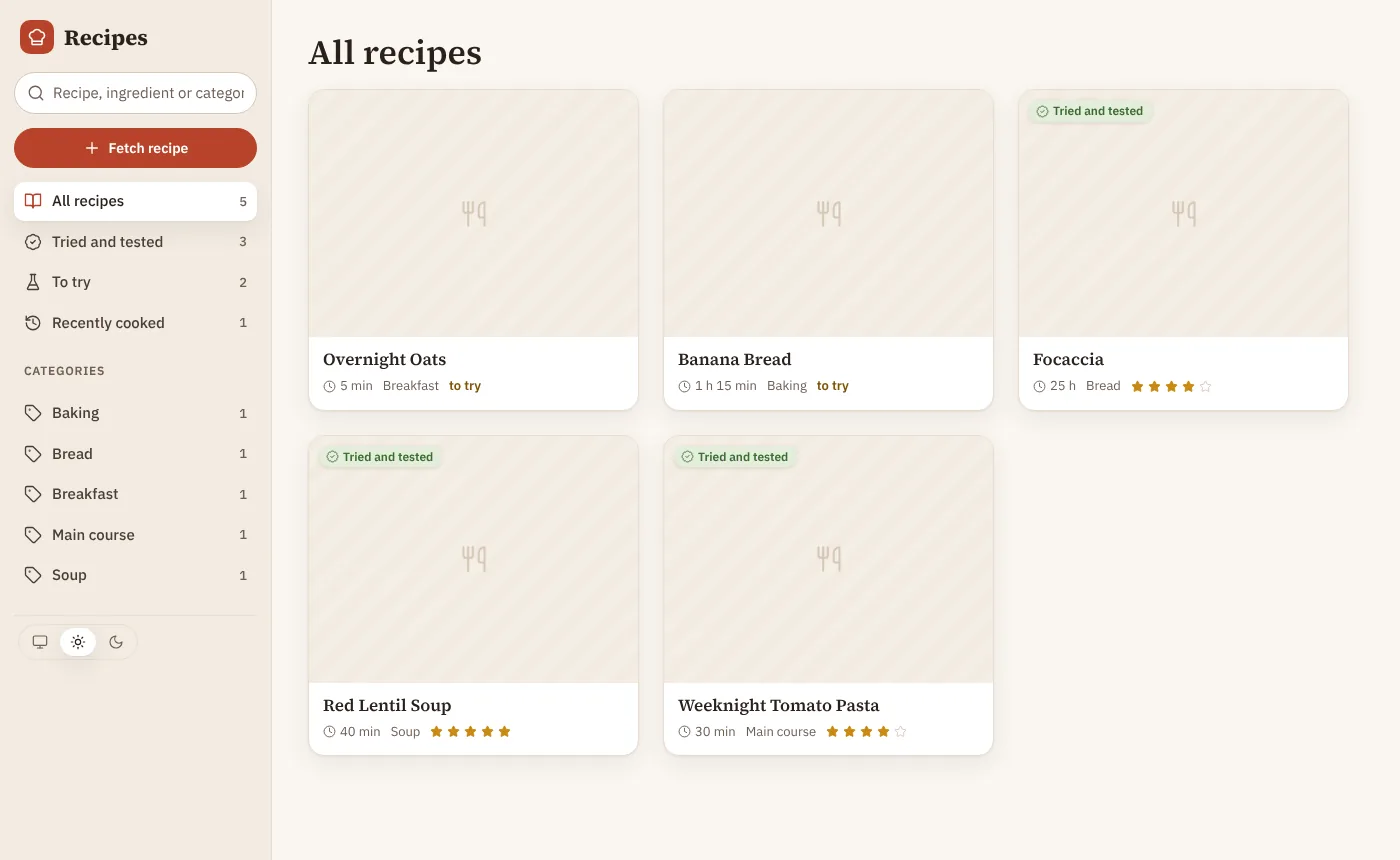 Recipes
Recipe, ingredient or categor
Fetch recipe
All recipes 5
Tried and tested 3
To try 2
Recently cooked 1
CATEGORIES
Baking 1
Bread 1
Breakfast 1
Main course 1
Soup 1
All recipes
Overnight Oats
5 min Breakfast to try
Banana Bread
1 h 15 min Baking to try
Tried and tested
Focaccia
25 h Bread
Tried and tested
Red Lentil Soup
40 min Soup
Tried and tested
Weeknight Tomato Pasta
30 min Main course